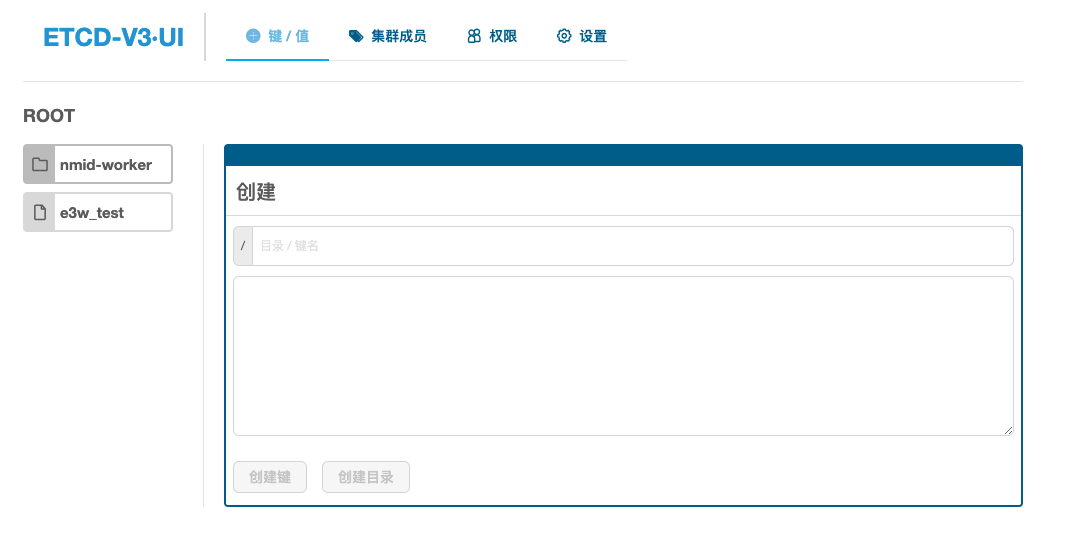 ETCD-V3·UI
键 / 值
集群成员
权限
设置
ROOT
nmid-worker
e3w_test
创建
/
目录 / 键名
创建键
创建目录